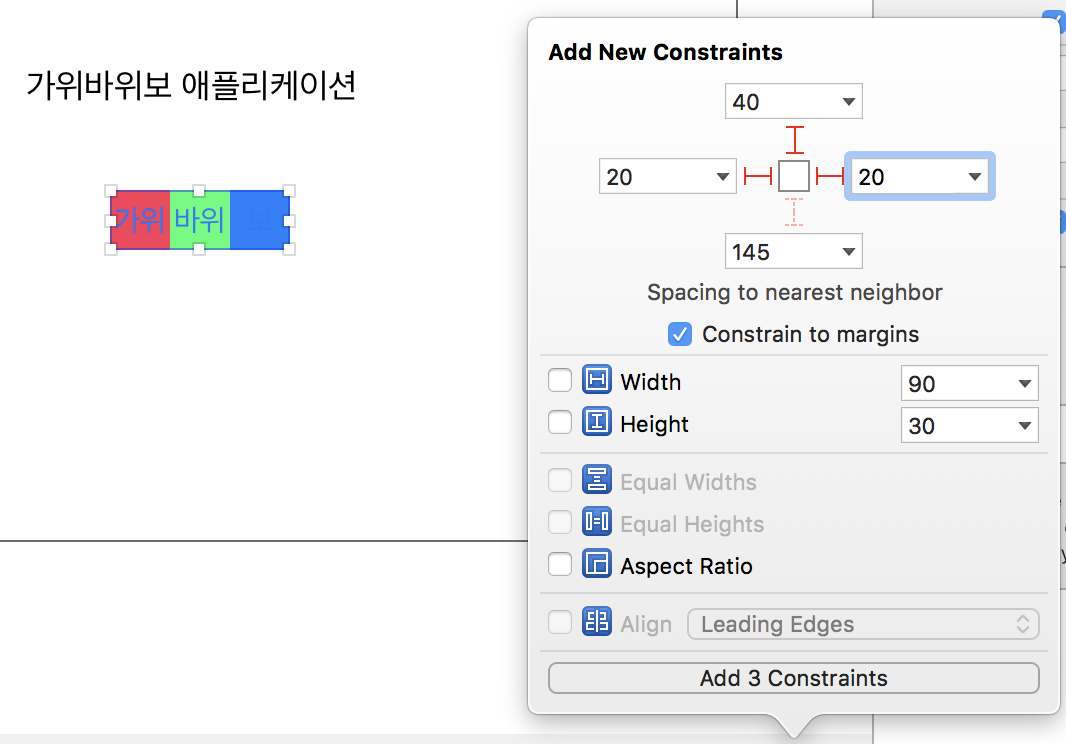 가위바위보 애플리케이션
가위 바위 보
Add New Constraints
40
20 20
145
Spacing to nearest neighbor
Constrain to margins
Width 90
Height 30
Equal Widths
Equal Heights
Aspect Ratio
Align Leading Edges
Add 3 Constraints